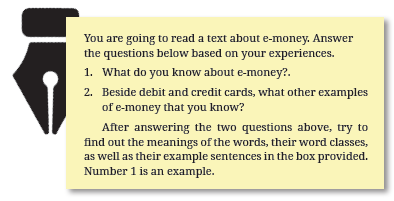 You are going to read a text about e-money. Answer
the questions below based on your experiences.
1. What do you know about e-money?.
2. Beside debit and credit cards, what other examples
of e-money that you know?
After answering the two questions above, try to
find out the meanings of the words, their word classes,
as well as their example sentences in the box provided.
Number 1 is an example.